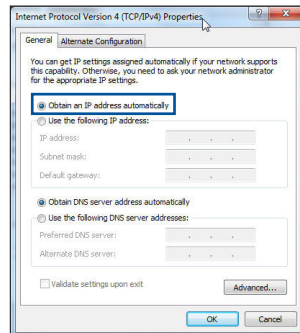 Internet Protocol Version 4 (TCP/IPv4) Properties
General
Alternate Configuration
You can get IP settings assigned automatically if your network supports
this capability. Otherwise, you need to ask your network administrator
for the appropriate IP settings.
Obtain an IP address automatically
Use the following IP address:
IP address:
Subnet mask:
Default gateway:
Obtain DNS server address automatically
Use the following DNS server addresses:
Preferred DNS server:
Alternate DNS server:
Validate settings upon exit
Advanced...
OK
Cancel